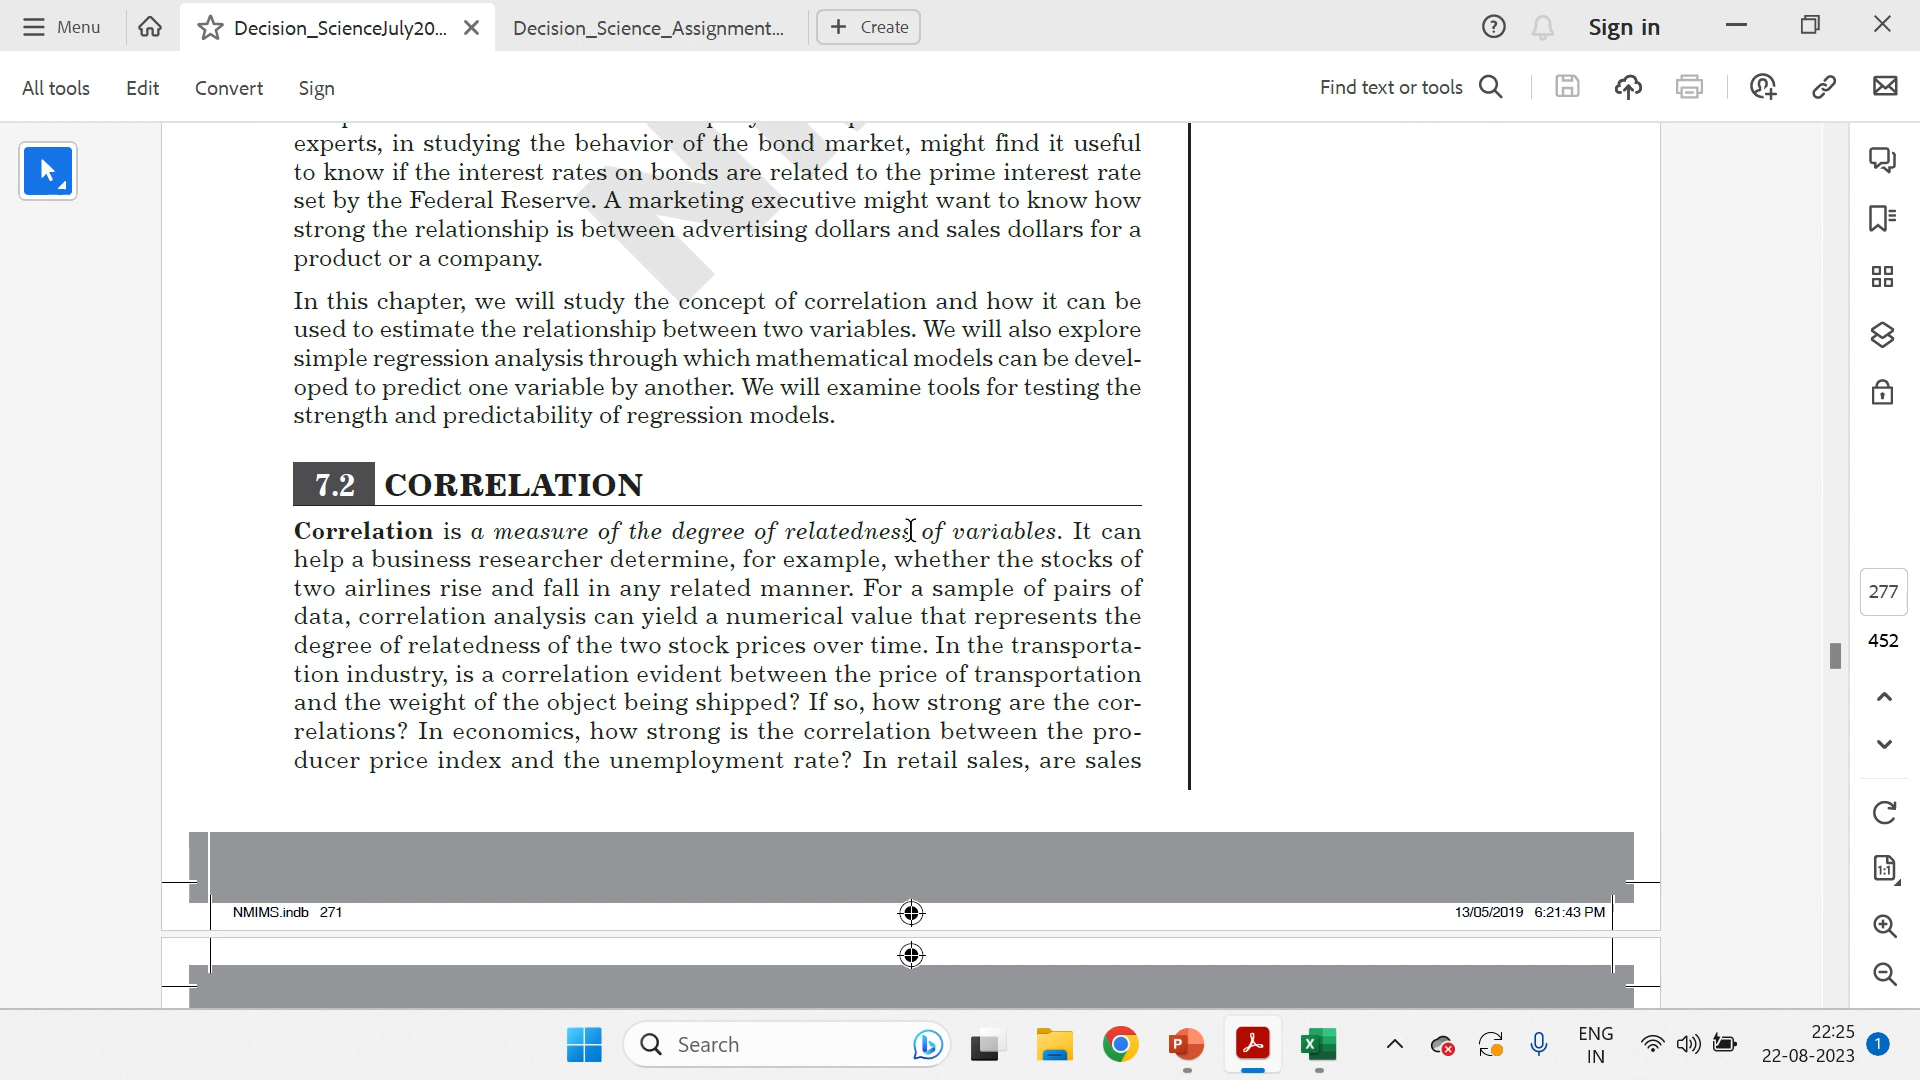 Menu
Decision_ScienceJuly20...
Decision_Science_Assignment...
Create
Sign in
All tools
Edit
Convert
Sign
Find text or tools
experts, in studying the behavior of the bond market, might find it useful
to know if the interest rates on bonds are related to the prime interest rate
set by the Federal Reserve. A marketing executive might want to know how
strong the relationship is between advertising dollars and sales dollars for a
product or a company.
In this chapter, we will study the concept of correlation and how it can be
used to estimate the relationship between two variables. We will also explore
simple regression analysis through which mathematical models can be devel-
oped to predict one variable by another. We will examine tools for testing the
strength and predictability of regression models.
7.2 CORRELATION
Correlation is a measure of the degree of relatedness of variables. It can
help a business researcher determine, for example, whether the stocks of
two airlines rise and fall in any related manner. For a sample of pairs of
data, correlation analysis can yield a numerical value that represents the
degree of relatedness of the two stock prices over time. In the transporta-
tion industry, is a correlation evident between the price of transportation
and the weight of the object being shipped? If so, how strong are the cor-
relations? In economics, how strong is the correlation between the pro-
ducer price index and the unemployment rate? In retail sales, are sales
277
452
1:1
NMIMS.indb 271
13/05/2019 6:21:43 PM
Search
P
X
ENG
IN
22:25
22-08-2023
1